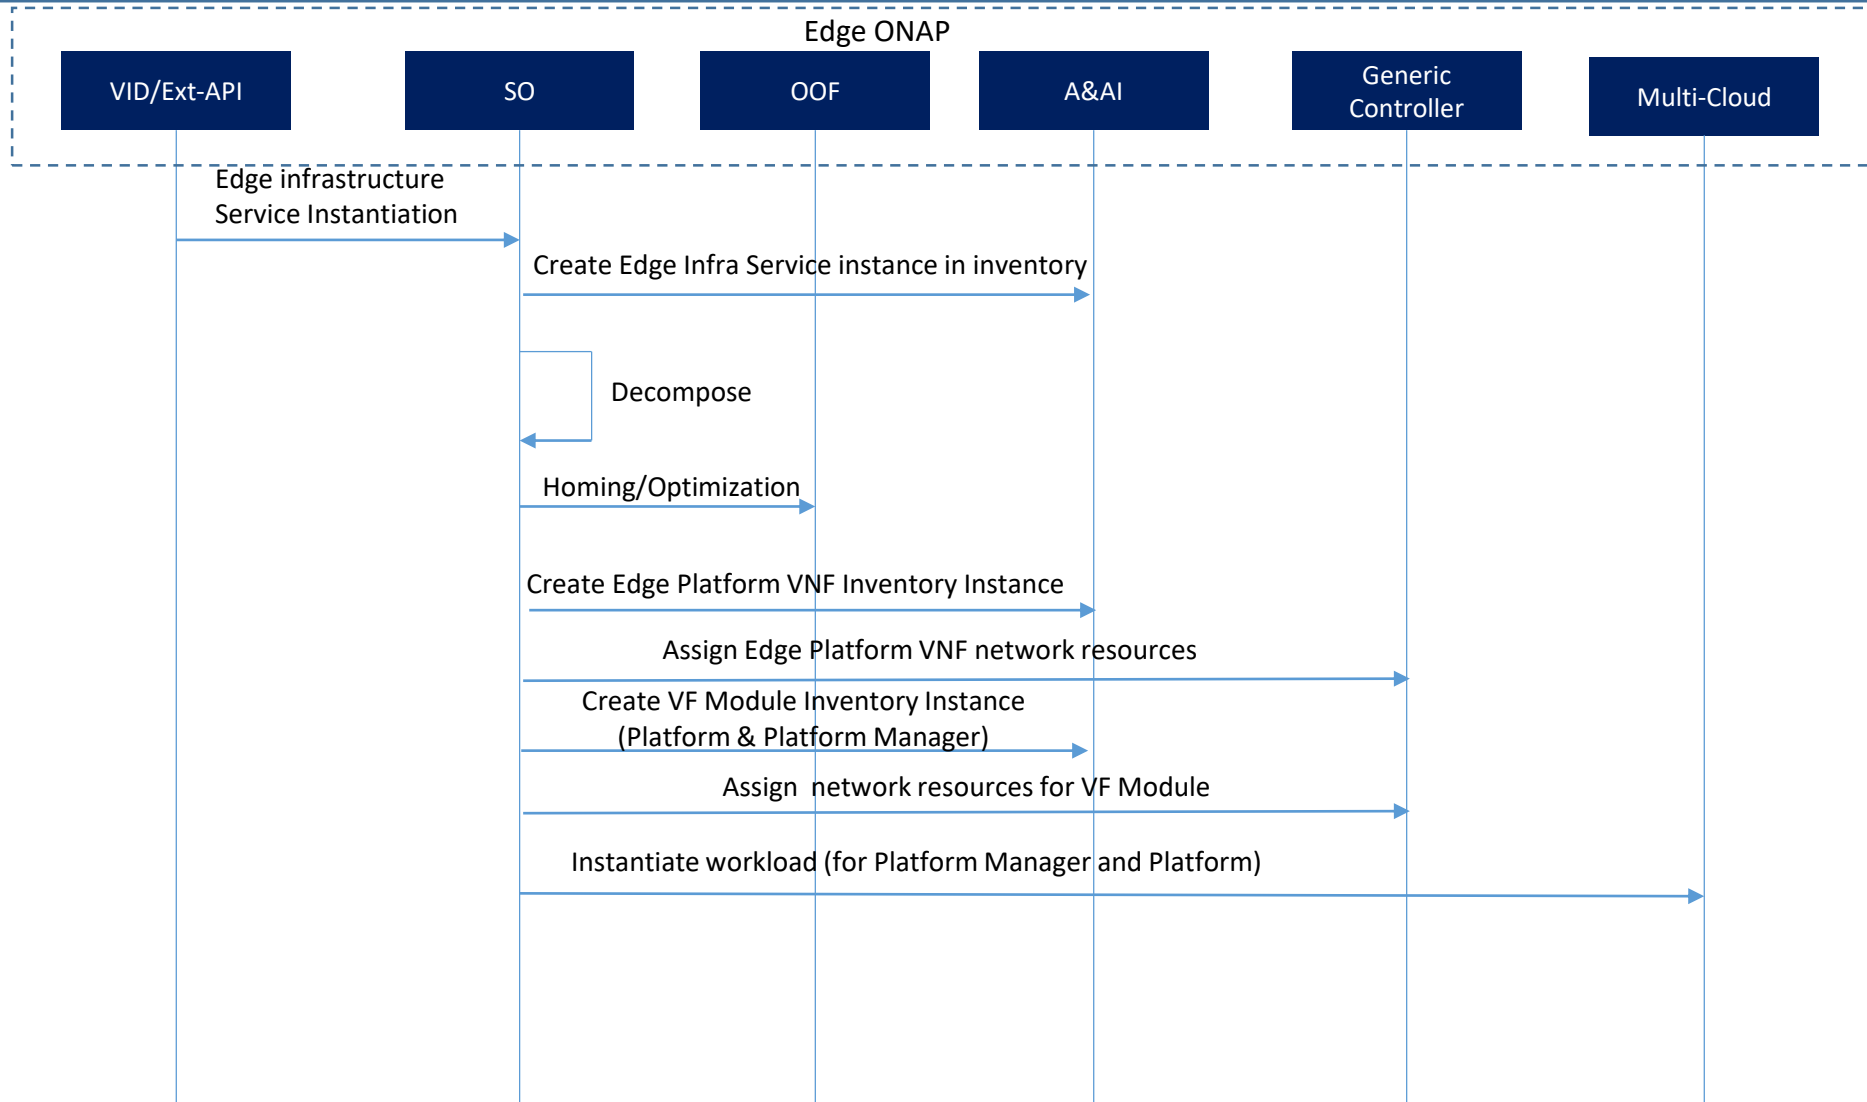 Edge ONAP
VID/Ext-API
SO
OOF
A&AI
Generic
Controller
Multi-Cloud
Edge infrastructure
Service Instantiation
Create Edge Infra Service instance in inventory
Decompose
Homing/Optimization
Create Edge Platform VNF Inventory Instance
Assign Edge Platform VNF network resources
Create VF Module Inventory Instance
(Platform & Platform Manager)
Assign  network resources for VF Module
Instantiate workload (for Platform Manager and Platform)